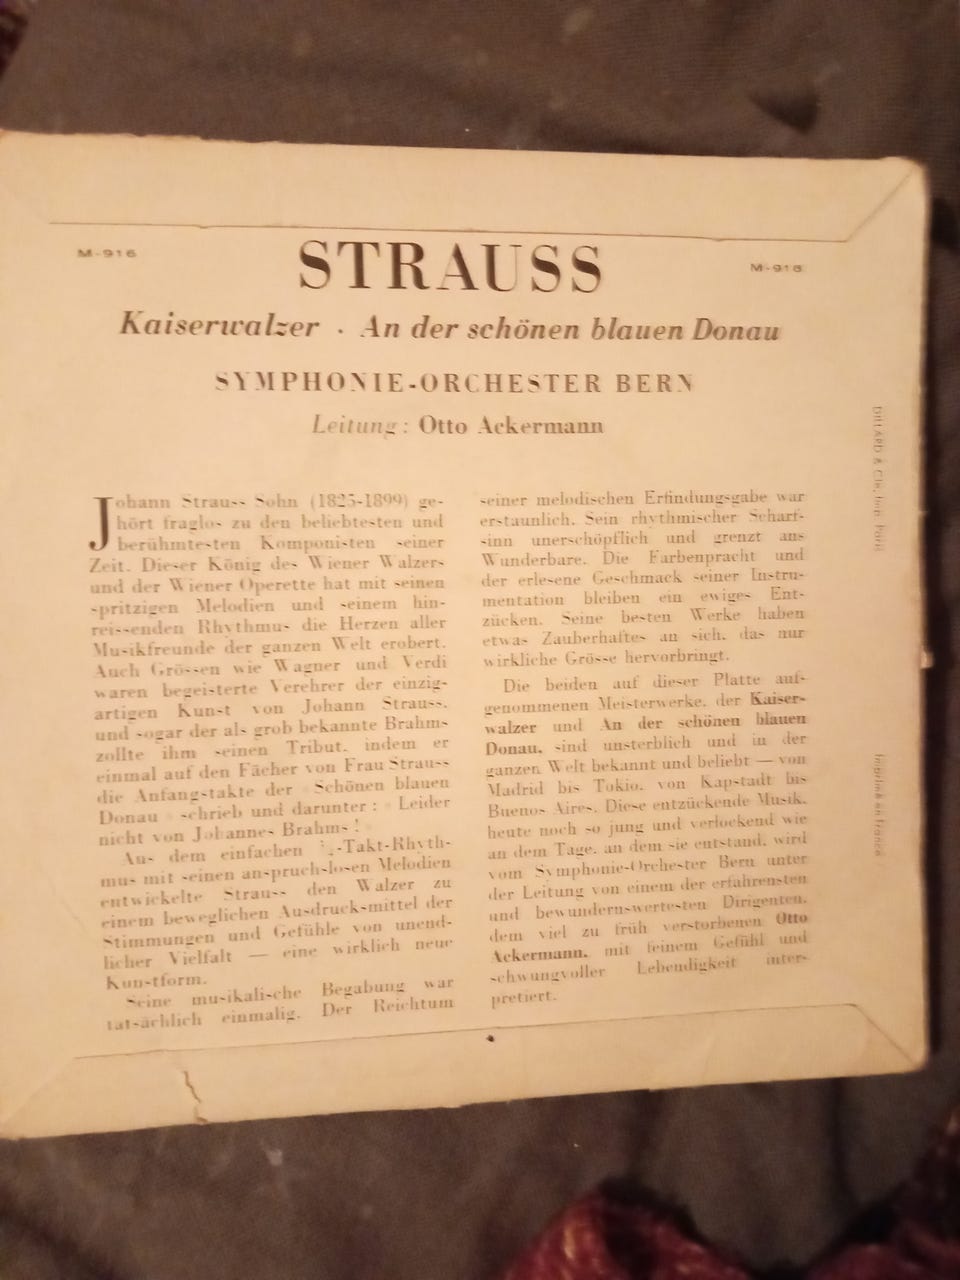 M-916
STRAUSS
M-916
Kaiserwalzer · An der schönen blauen Donau
SYMPHONIE-ORCHESTER BERN
Leitung : Otto Ackermann
Johann Strauss Sohn (1825-1899) ge-
hört fraglos zu den beliebtesten und
berühmtesten Komponisten seiner
Zeit. Dieser König des Wiener Walzers
und der Wiener Operette hat mit seinen
spritzigen Melodien und seinem hin-
reissenden Rhythmus die Herzen aller
Musikfreunde der ganzen Welt erobert.
Auch Grössen wie Wagner und Verdi
waren begeisterte Verehrer der einzig-
artigen Kunst von Johann Strauss,
und sogar der als grob bekannte Brahms
zollte ihm seinen Tribut, indem er
einmal auf den Fächer von Frau Strauss
die Anfangstakte der « Schönen blauen
Donau » schrieb und darunter : « Leider
nicht von Johannes Brahms ! »
Aus dem einfachen ¾-Takt-Rhyth-
mus mit seinen anspruchslosen Melodien
entwickelte Strauss den Walzer zu
einem beweglichen Ausdrucksmittel der
Stimmungen und Gefühle von unend-
licher Vielfalt — eine wirklich neue
Kunstform.
Seine musikalische Begabung war
tatsächlich einmalig. Der Reichtum
seiner melodischen Erfindungsgabe war
erstaunlich. Sein rhythmischer Scharf-
sinn unerschöpflich und grenzt ans
Wunderbare. Die Farbenpracht und
der erlesene Geschmack seiner Instru-
mentation bleiben ein ewiges Ent-
zücken. Seine besten Werke haben
etwas Zauberhaftes an sich, das nur
wirkliche Grösse hervorbringt.
Die beiden auf dieser Platte auf-
genommenen Meisterwerke, der Kaiser-
walzer und An der schönen blauen
Donau, sind unsterblich und in der
ganzen Welt bekannt und beliebt — von
Madrid bis Tokio, von Kapstadt bis
Buenos Aires. Diese entzückende Musik,
heute noch so jung und verlockend wie
an dem Tage, an dem sie entstand, wird
vom Symphonie-Orchester Bern unter
der Leitung von einem der erfahrensten
und bewundernswertesten Dirigenten,
dem viel zu früh verstorbenen Otto
Ackermann, mit feinem Gefühl und
schwungvoller Lebendigkeit inter-
pretiert.
DILLARD & Cie, Imp. Paris
Imprimé en France